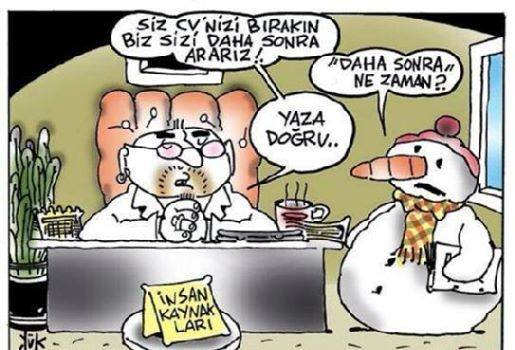 SİZ CV'NİZİ BIRAKIN
BİZ SİZİ DAHA SONRA
ARARIZ!..
"DAHA SONRA"
NE ZAMAN?
YAZA
DOĞRU..
İNSAN
KAYNAK
LARI